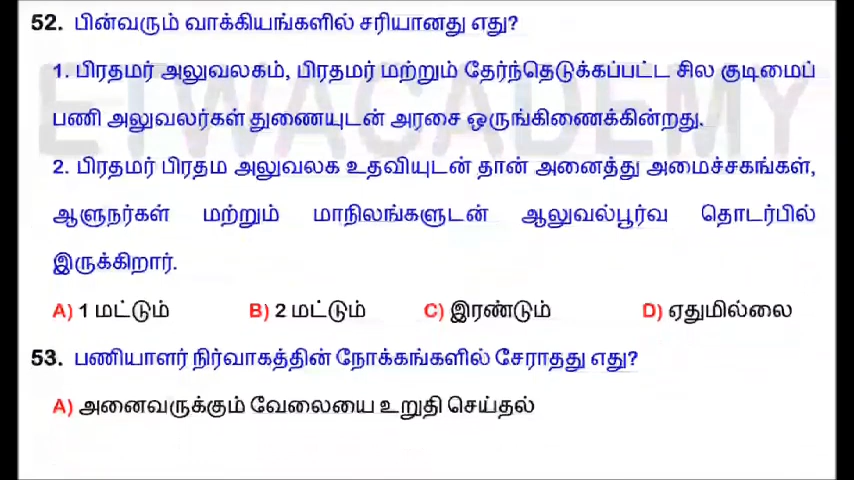 ETWACADEMY
52. பின்வரும் வாக்கியங்களில் சரியானது எது?
1. பிரதமர் அலுவலகம், பிரதமர் மற்றும் தேர்ந்தெடுக்கப்பட்ட சில குடிமைப்
பணி அலுவலர்கள் துணையுடன் அரசை ஒருங்கிணைக்கின்றது.
2. பிரதமர் பிரதம அலுவலக உதவியுடன் தான் அனைத்து அமைச்சகங்கள்,
ஆளுநர்கள் மற்றும் மாநிலங்களுடன் ஆலுவல்பூர்வ தொடர்பில்
இருக்கிறார்.
A) 1 மட்டும் B) 2 மட்டும் C) இரண்டும் D) ஏதுமில்லை
53. பணியாளர் நிர்வாகத்தின் நோக்கங்களில் சேராதது எது?
A) அனைவருக்கும் வேலையை உறுதி செய்தல்